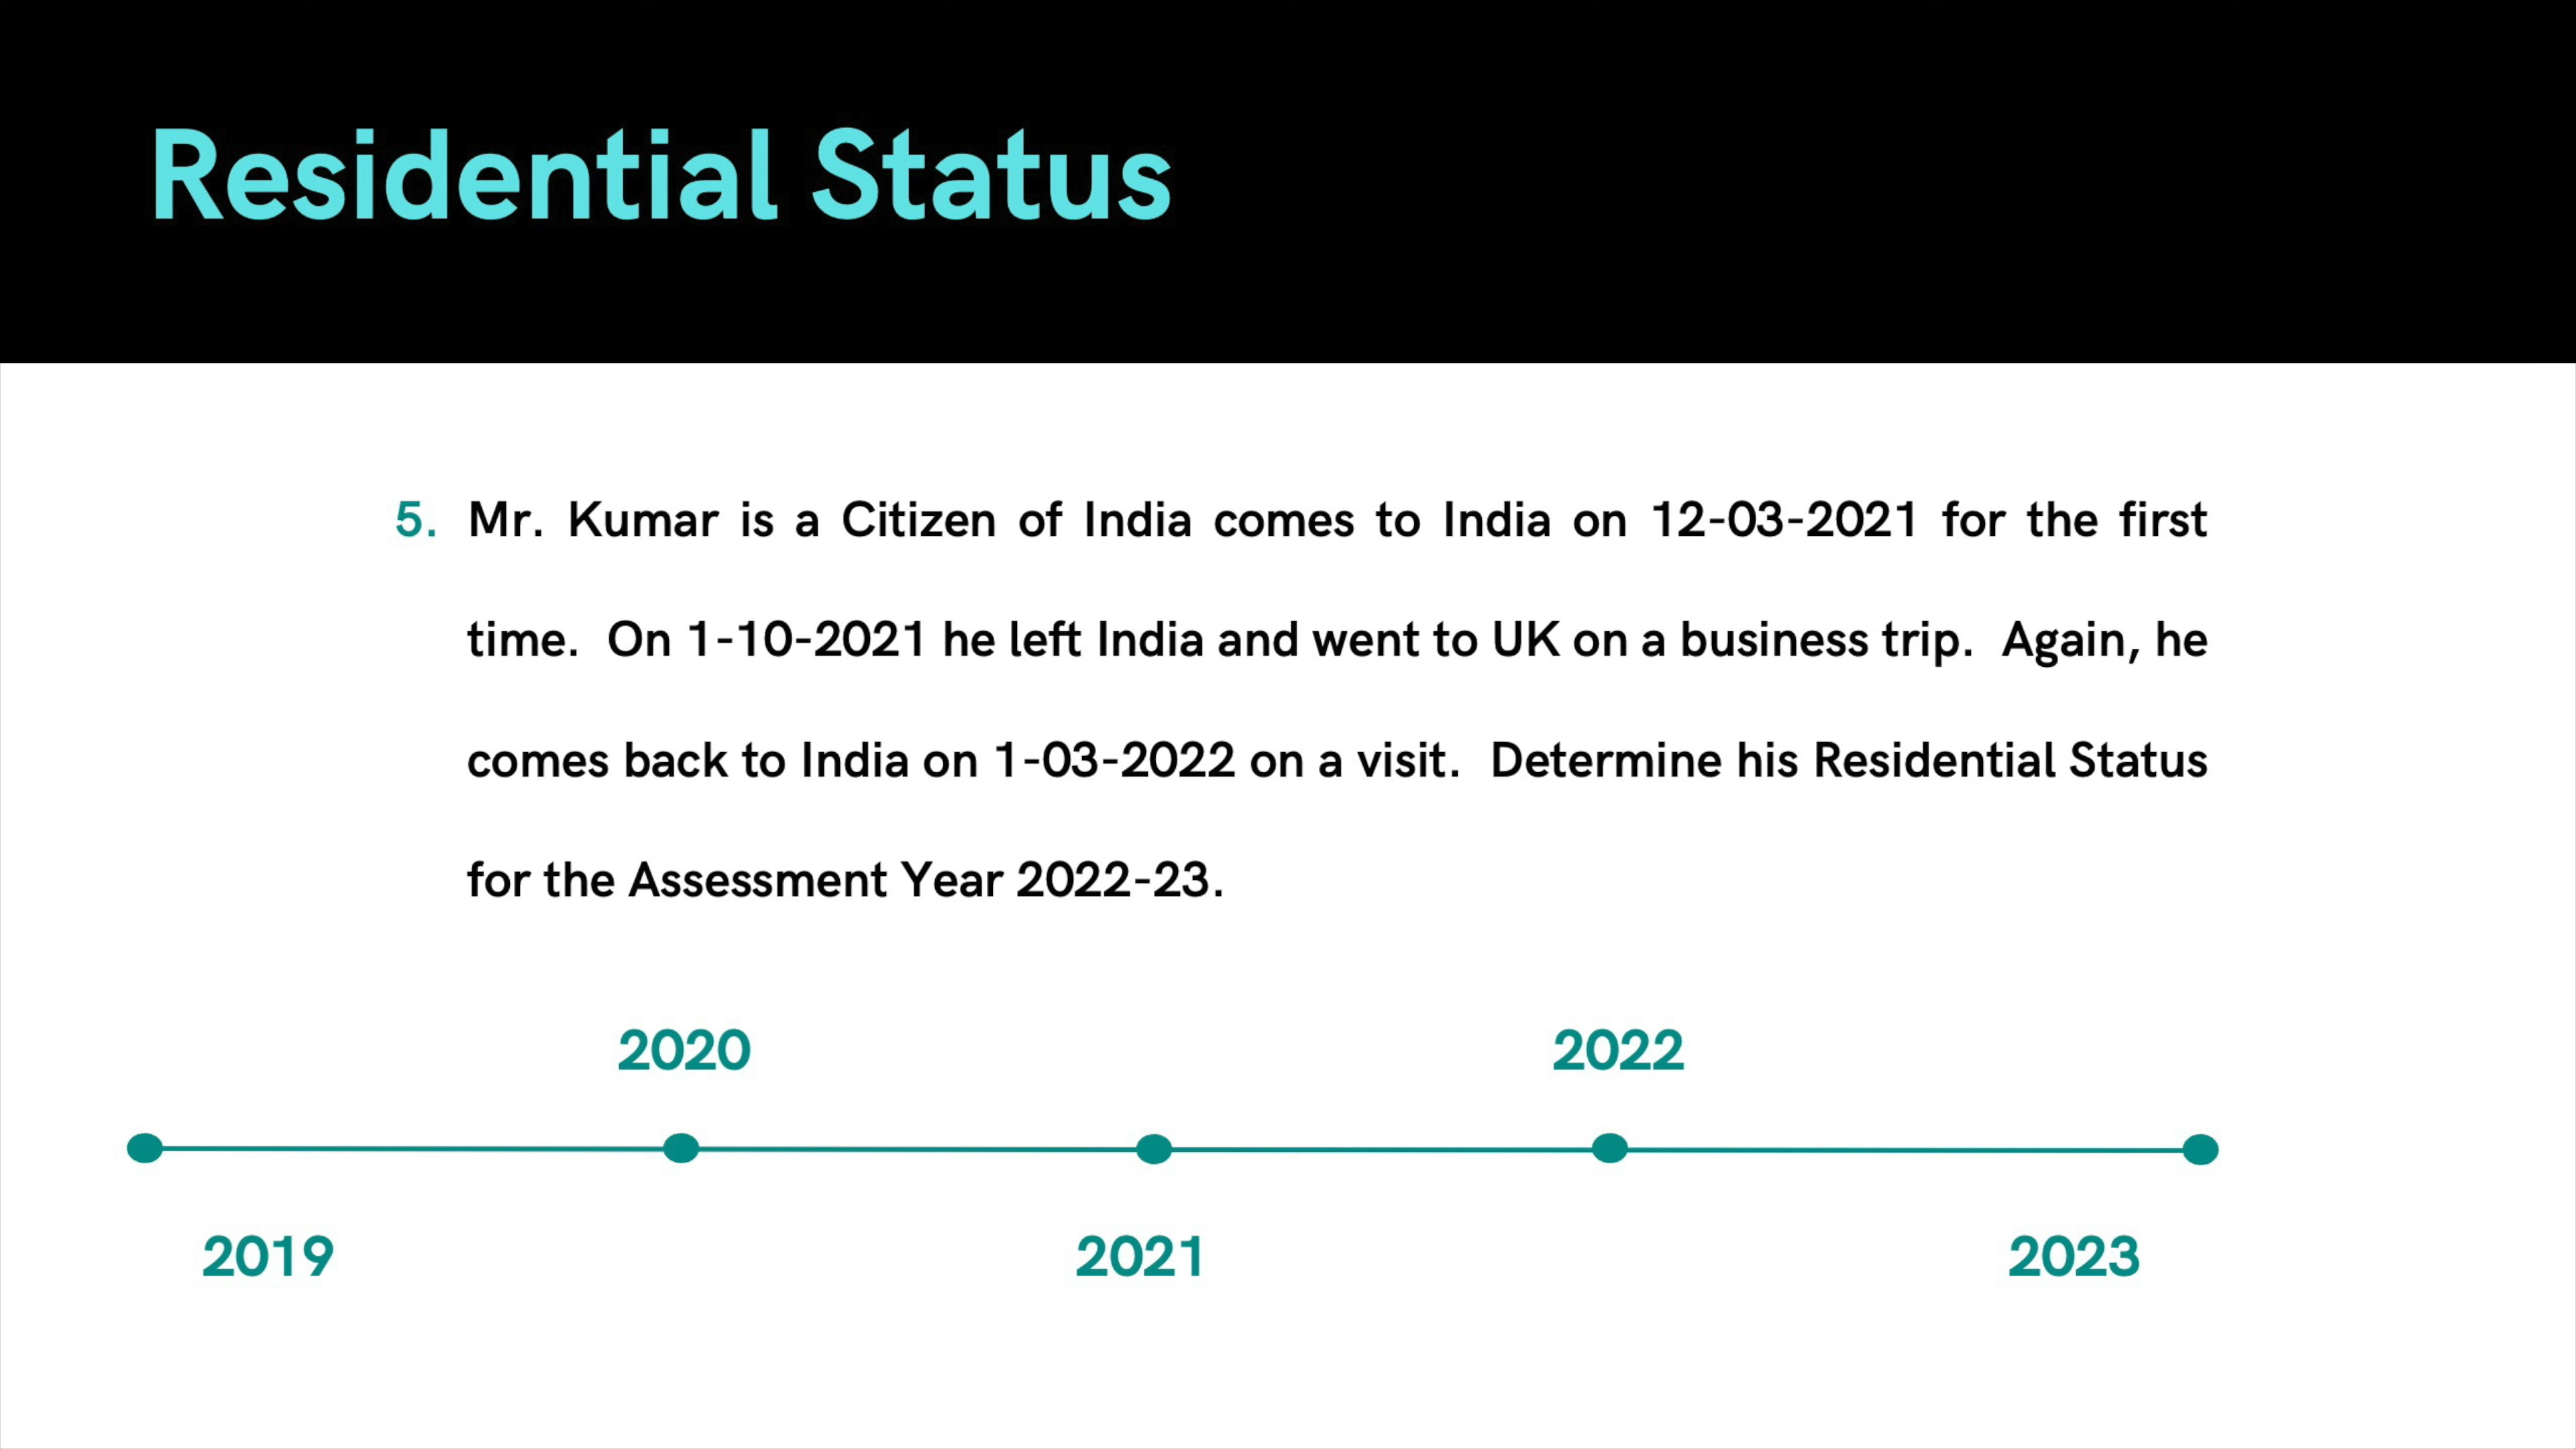 Residential Status
5. Mr. Kumar is a Citizen of India comes to India on 12-03-2021 for the first
time. On 1-10-2021 he left India and went to UK on a business trip. Again, he
comes back to India on 1-03-2022 on a visit. Determine his Residential Status
for the Assessment Year 2022-23.
2020 2022
2019 2021 2023